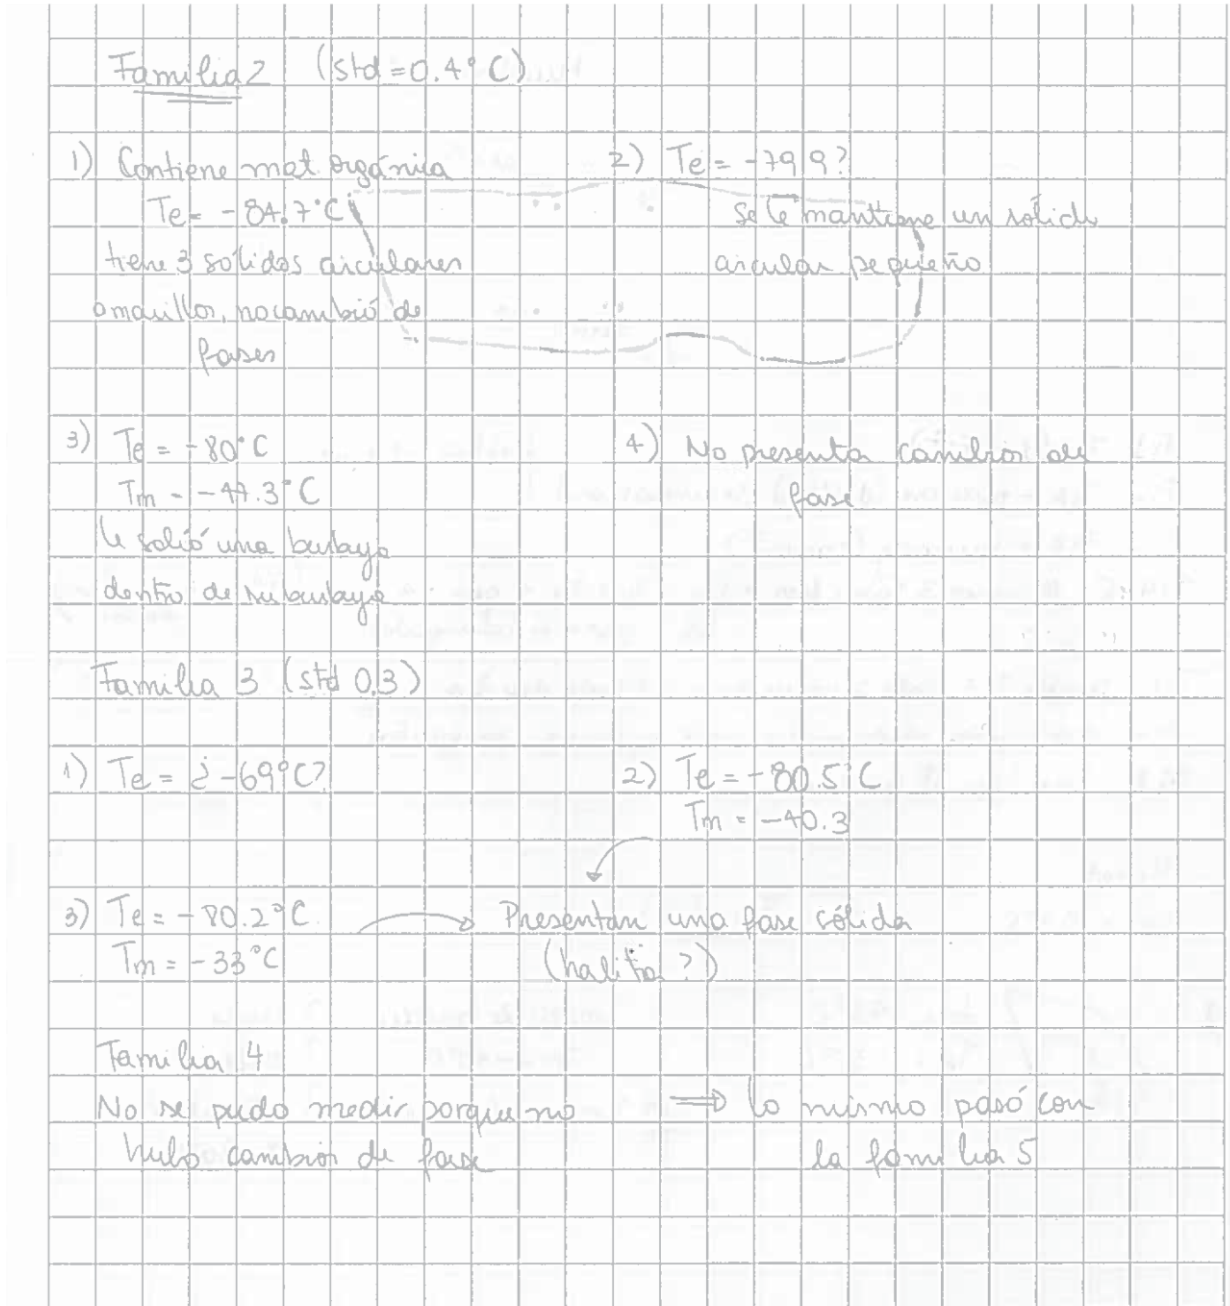 Familia 2 (std = 0.4°C)
1) Contiene mat orgánica
Te = -84.7°C
tiene 3 sólidos circulares
amarillos, no cambió de
fases
2) Te = -79.9?
se le mantiene un sólido
circular pequeño
3) Te = -80°C
Tm = -47.3°C
le salió una burbuja
dentro de su burbuja
4) No presenta cambios de
fase
Familia 3 (std 0.3)
1) Te = ¿-69°C?
2) Te = -80.5°C
Tm = -40.3
3) Te = -80.2°C
Tm = -33°C
Presentan una fase sólida
(halita?)
Familia 4
No se pudo medir porque no
hubo cambios de fase
⇒ lo mismo pasó con
la familia 5